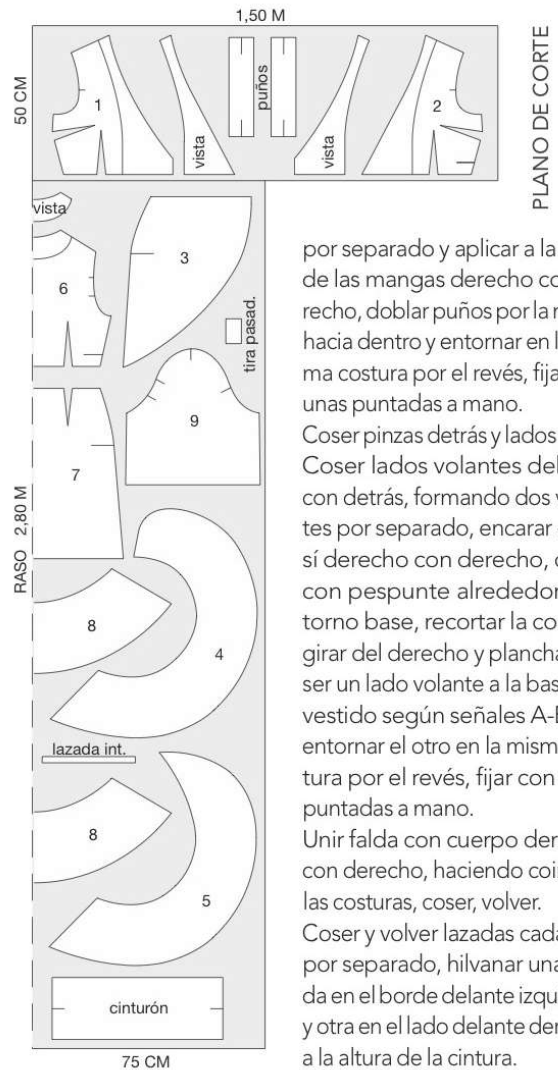 1,50 M
50 CM
1
vista
puños
vista
2
PLANO DE CORTE
vista
6
3
tira pasad.
9
7
RASO 2,80 M
8
4
lazada int.
8
5
cinturón
75 CM
por separado y aplicar a la
de las mangas derecho co
recho, doblar puños por la
hacia dentro y entornar en l
ma costura por el revés, fija
unas puntadas a mano.
Coser pinzas detrás y lados
Coser lados volantes del
con detrás, formando dos v
tes por separado, encarar
sí derecho con derecho,
con pespunte alrededor
torno base, recortar la co
girar del derecho y plancha
ser un lado volante a la bas
vestido según señales A-
entornar el otro en la mism
tura por el revés, fijar con
puntadas a mano.
Unir falda con cuerpo der
con derecho, haciendo coi
las costuras, coser, volver.
Coser y volver lazadas cada
por separado, hilvanar una
da en el borde delante izqu
y otra en el lado delante der
a la altura de la cintura.